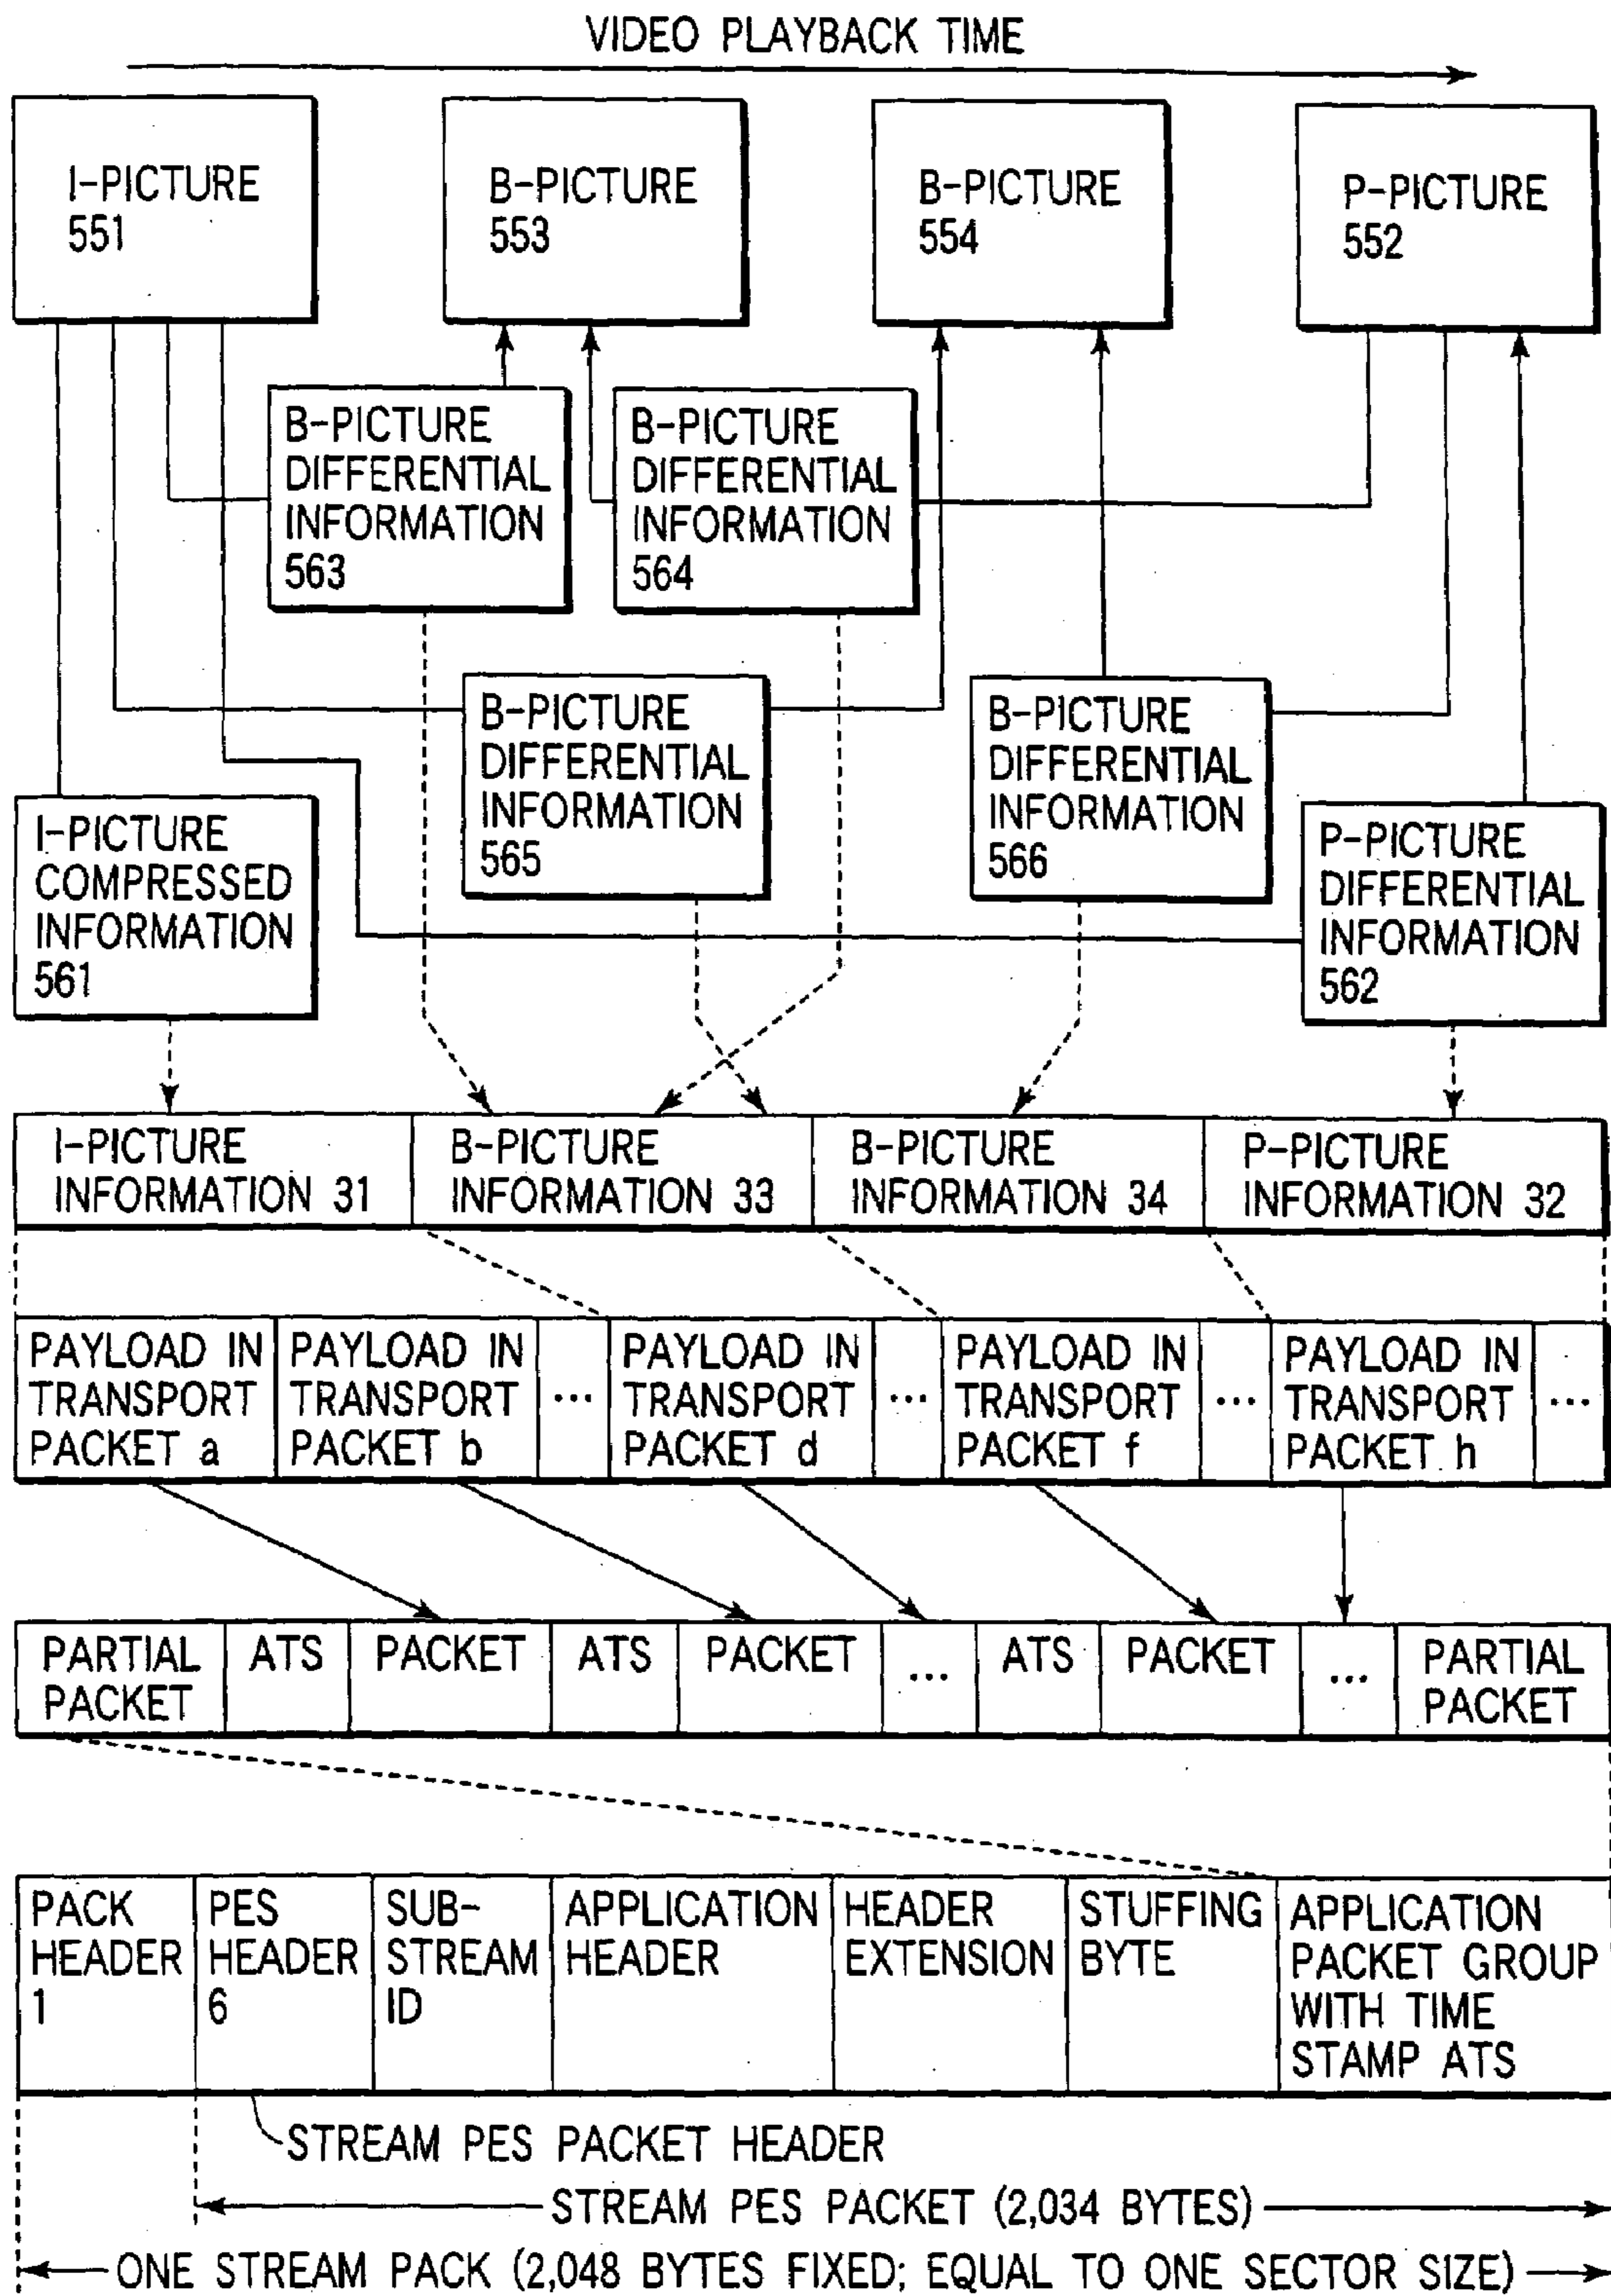 VIDEO PLAYBACK TIME
I-PICTURE
551
B-PICTURE
553
B-PICTURE
554
P-PICTURE
552
B-PICTURE
DIFFERENTIAL
INFORMATION
563
B-PICTURE
DIFFERENTIAL
INFORMATION
564
B-PICTURE
DIFFERENTIAL
INFORMATION
565
B-PICTURE
DIFFERENTIAL
INFORMATION
566
I-PICTURE
COMPRESSED
INFORMATION
561
P-PICTURE
DIFFERENTIAL
INFORMATION
562
I-PICTURE
INFORMATION 31
B-PICTURE
INFORMATION 33
B-PICTURE
INFORMATION 34
P-PICTURE
INFORMATION 32
PAYLOAD IN
TRANSPORT
PACKET a
PAYLOAD IN
TRANSPORT
PACKET b
...
PAYLOAD IN
TRANSPORT
PACKET d
...
PAYLOAD IN
TRANSPORT
PACKET f
...
PAYLOAD IN
TRANSPORT
PACKET h
...
PARTIAL
PACKET
ATS
PACKET
ATS
PACKET
...
ATS
PACKET
...
PARTIAL
PACKET
PACK
HEADER
1
PES
HEADER
6
SUB-
STREAM
ID
APPLICATION
HEADER
HEADER
EXTENSION
STUFFING
BYTE
APPLICATION
PACKET GROUP
WITH TIME
STAMP ATS
STREAM PES PACKET HEADER
STREAM PES PACKET (2,034 BYTES)
ONE STREAM PACK (2,048 BYTES FIXED; EQUAL TO ONE SECTOR SIZE)